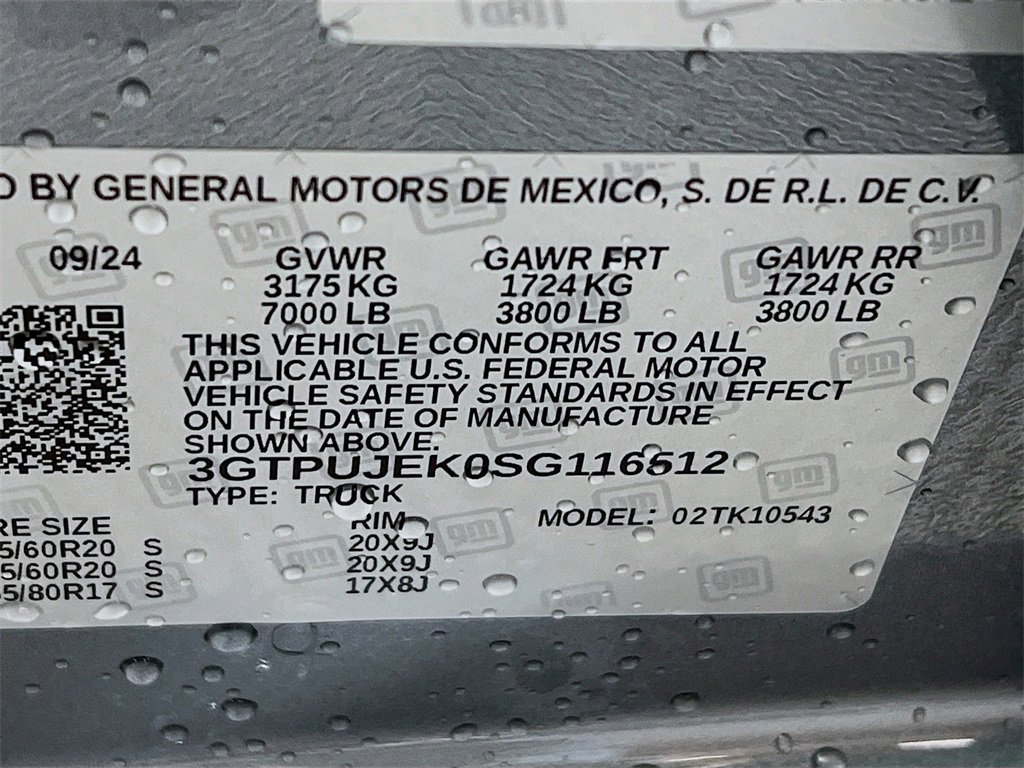 D BY GENERAL MOTORS DE MEXICO, S. DE R.L. DE C.V.
09/24 GVWR GAWR FRT GAWR RR
3175 KG 1724 KG 1724 KG
7000 LB 3800 LB 3800 LB
THIS VEHICLE CONFORMS TO ALL
APPLICABLE U.S. FEDERAL MOTOR
VEHICLE SAFETY STANDARDS IN EFFECT
ON THE DATE OF MANUFACTURE
SHOWN ABOVE.
3GTPUJEK0SG116512
TYPE: TRUCK
RE SIZE RIM MODEL: 02TK10543
5/60R20 S 20X9J
5/60R20 S 20X9J
5/80R17 S 17X8J